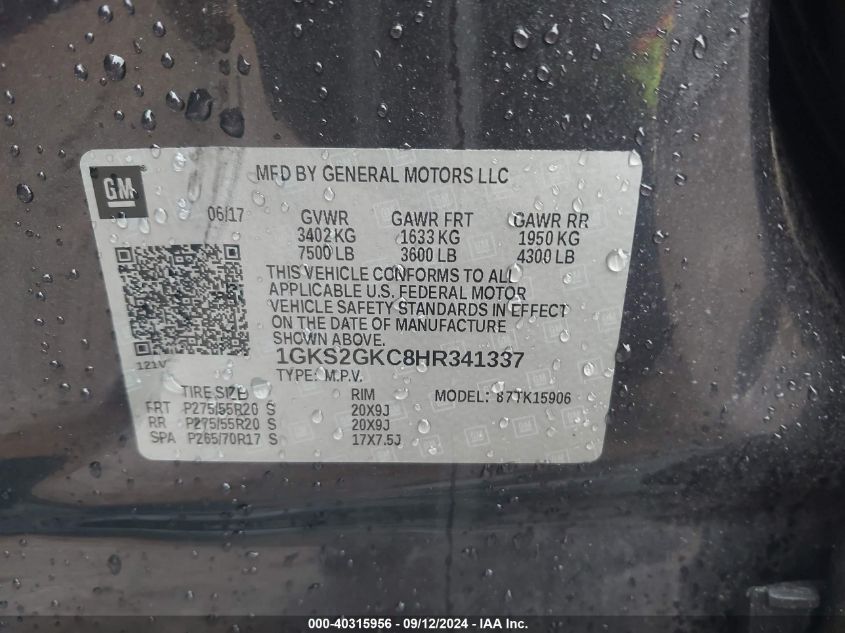 GM
MFD BY GENERAL MOTORS LLC
06/17 GVWR GAWR FRT GAWR RR
3402 KG 1633 KG 1950 KG
7500 LB 3600 LB 4300 LB
THIS VEHICLE CONFORMS TO ALL
APPLICABLE U.S. FEDERAL MOTOR
VEHICLE SAFETY STANDARDS IN EFFECT
ON THE DATE OF MANUFACTURE
SHOWN ABOVE.
121V
1GKS2GKC8HR341337
TYPE: M.P.V.
TIRE SIZE RIM MODEL: 87TK15906
FRT P275/55R20 S 20X9J
RR P275/55R20 S 20X9J
SPA P265/70R17 S 17X7.5J
000-40315956 - 09/12/2024 - IAA Inc.